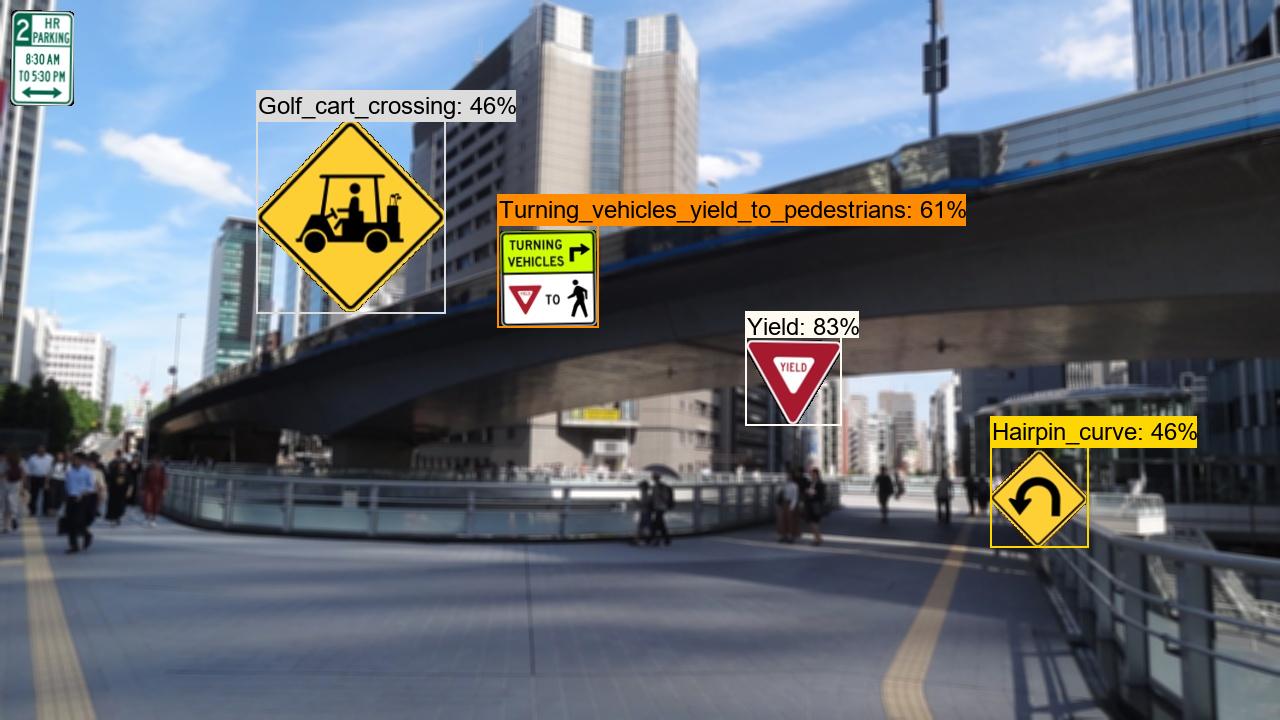 2 HR
PARKING
8:30 AM
TO 5:30 PM
Golf_cart_crossing: 46%
Turning_vehicles_yield_to_pedestrians: 61%
TURNING
VEHICLES
YIELD
TO
Yield: 83%
YIELD
Hairpin_curve: 46%